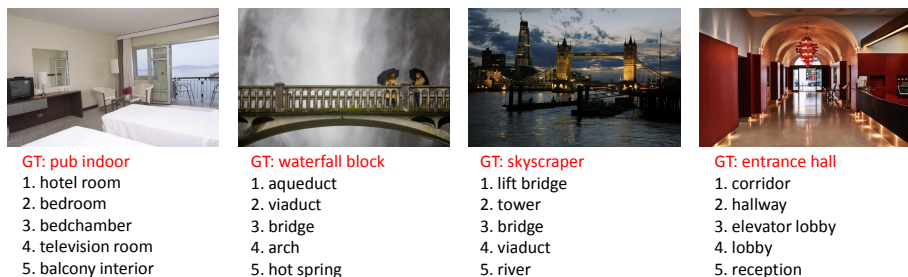 GT: pub indoor
1. hotel room
2. bedroom
3. bedchamber
4. television room
5. balcony interior
GT: waterfall block
1. aqueduct
2. viaduct
3. bridge
4. arch
5. hot spring
GT: skyscraper
1. lift bridge
2. tower
3. bridge
4. viaduct
5. river
GT: entrance hall
1. corridor
2. hallway
3. elevator lobby
4. lobby
5. reception